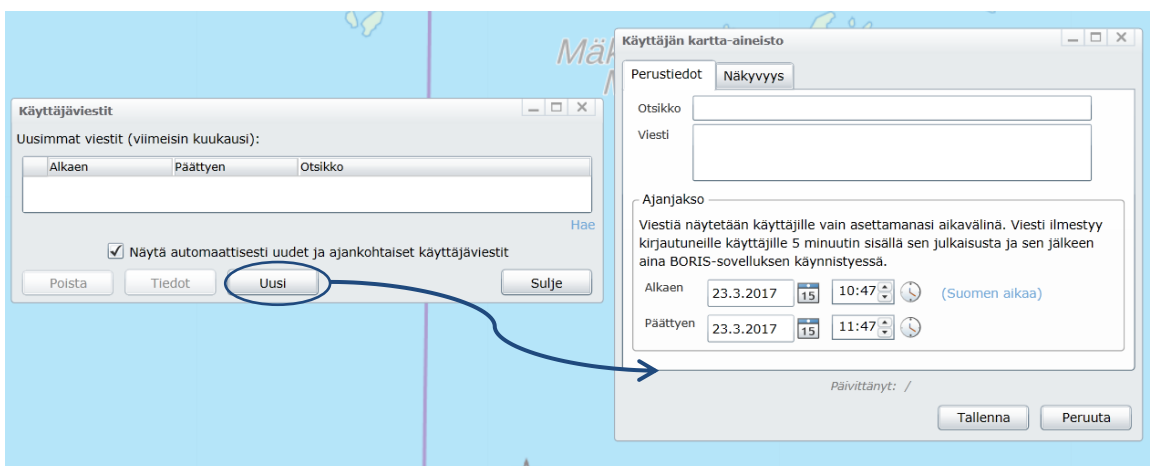 Mäk
M
Käyttäjäviestit
Uusimmat viestit (viimeisin kuukausi):
Alkaen Päättyen Otsikko
Hae
Näytä automaattisesti uudet ja ajankohtaiset käyttäjäviestit
Poista Tiedot Uusi Sulje
Käyttäjän kartta-aineisto
Perustiedot Näkyvyys
Otsikko
Viesti
Ajanjakso
Viestiä näytetään käyttäjille vain asettamanasi aikavälinä. Viesti ilmestyy
kirjautuneille käyttäjille 5 minuutin sisällä sen julkaisusta ja sen jälkeen
aina BORIS-sovelluksen käynnistyessä.
Alkaen 23.3.2017 15 10:47 (Suomen aikaa)
Päättyen 23.3.2017 15 11:47
Päivittänyt: /
Tallenna Peruuta